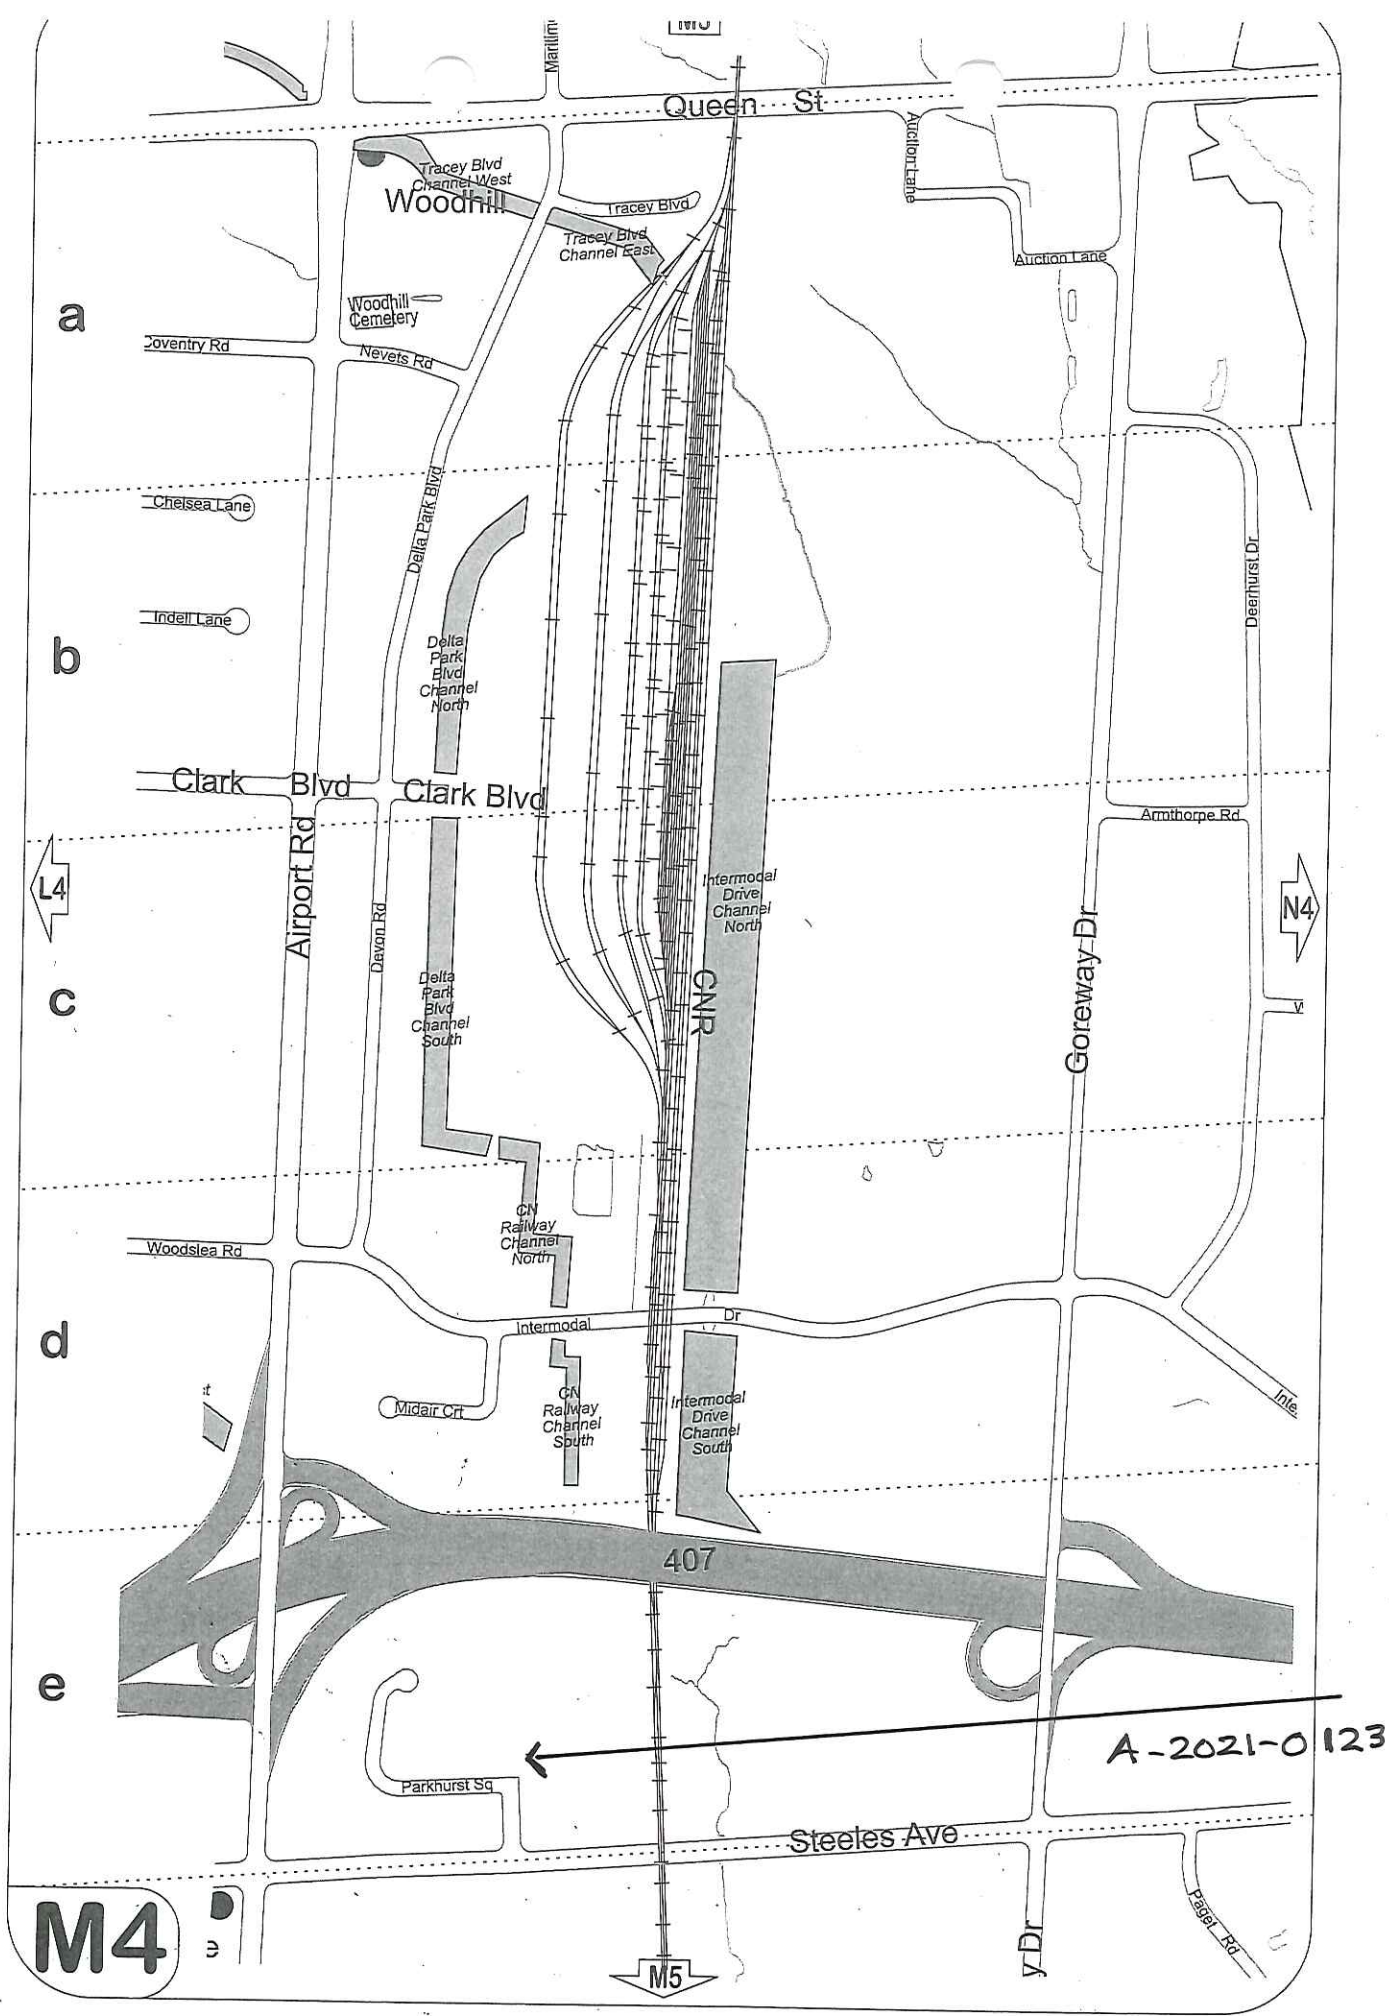 M3
Maritim
Queen St
Auction Lane
Tracey Blvd
Channel West
Woodhill
Tracey Blvd
Tracey Blvd
Channel East
Auction Lane
a
Woodhill
Cemetery
Coventry Rd
Nevets Rd
Chelsea Lane
Delta Park Blvd
Deerhurst Dr
Indell Lane
b
Delta
Park
Blvd
Channel
North
Clark Blvd
Clark Blvd
Armthorpe Rd
Airport Rd
L4
Intermodal
Drive
Channel
North
N4
Devon Rd
Goreway Dr
c
Delta
Park
Blvd
Channel
South
CNR
CN
Railway
Channel
North
Woodslea Rd
Intermodal Dr
d
Midair Crt
CN
Railway
Channel
South
Intermodal
Drive
Channel
South
Inte.
407
e
A-2021-0123
Parkhurst Sq
Steeles Ave
M4
e
y Dr
Paget Rd
M5